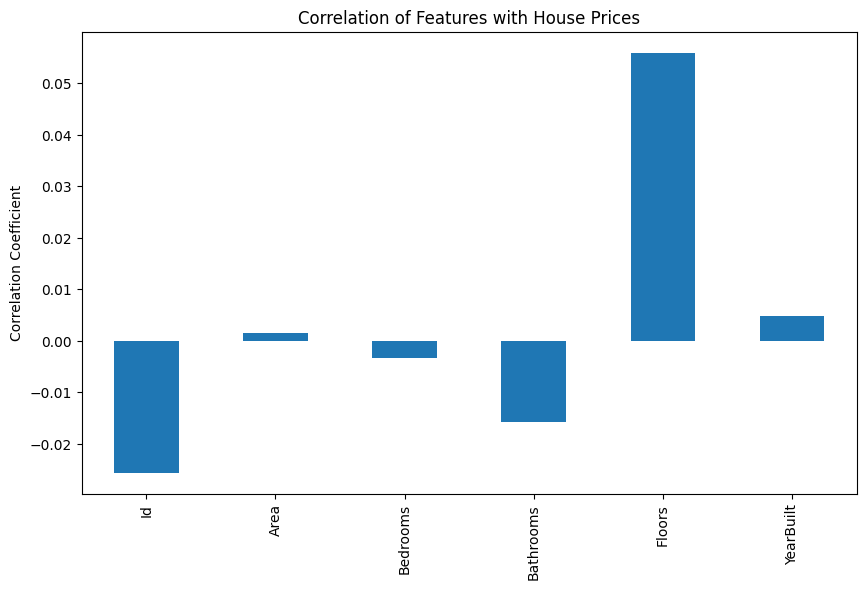 Correlation of Features with House Prices
Correlation Coefficient
0.05
0.04
0.03
0.02
0.01
0.00
−0.01
−0.02
Id
Area
Bedrooms
Bathrooms
Floors
YearBuilt